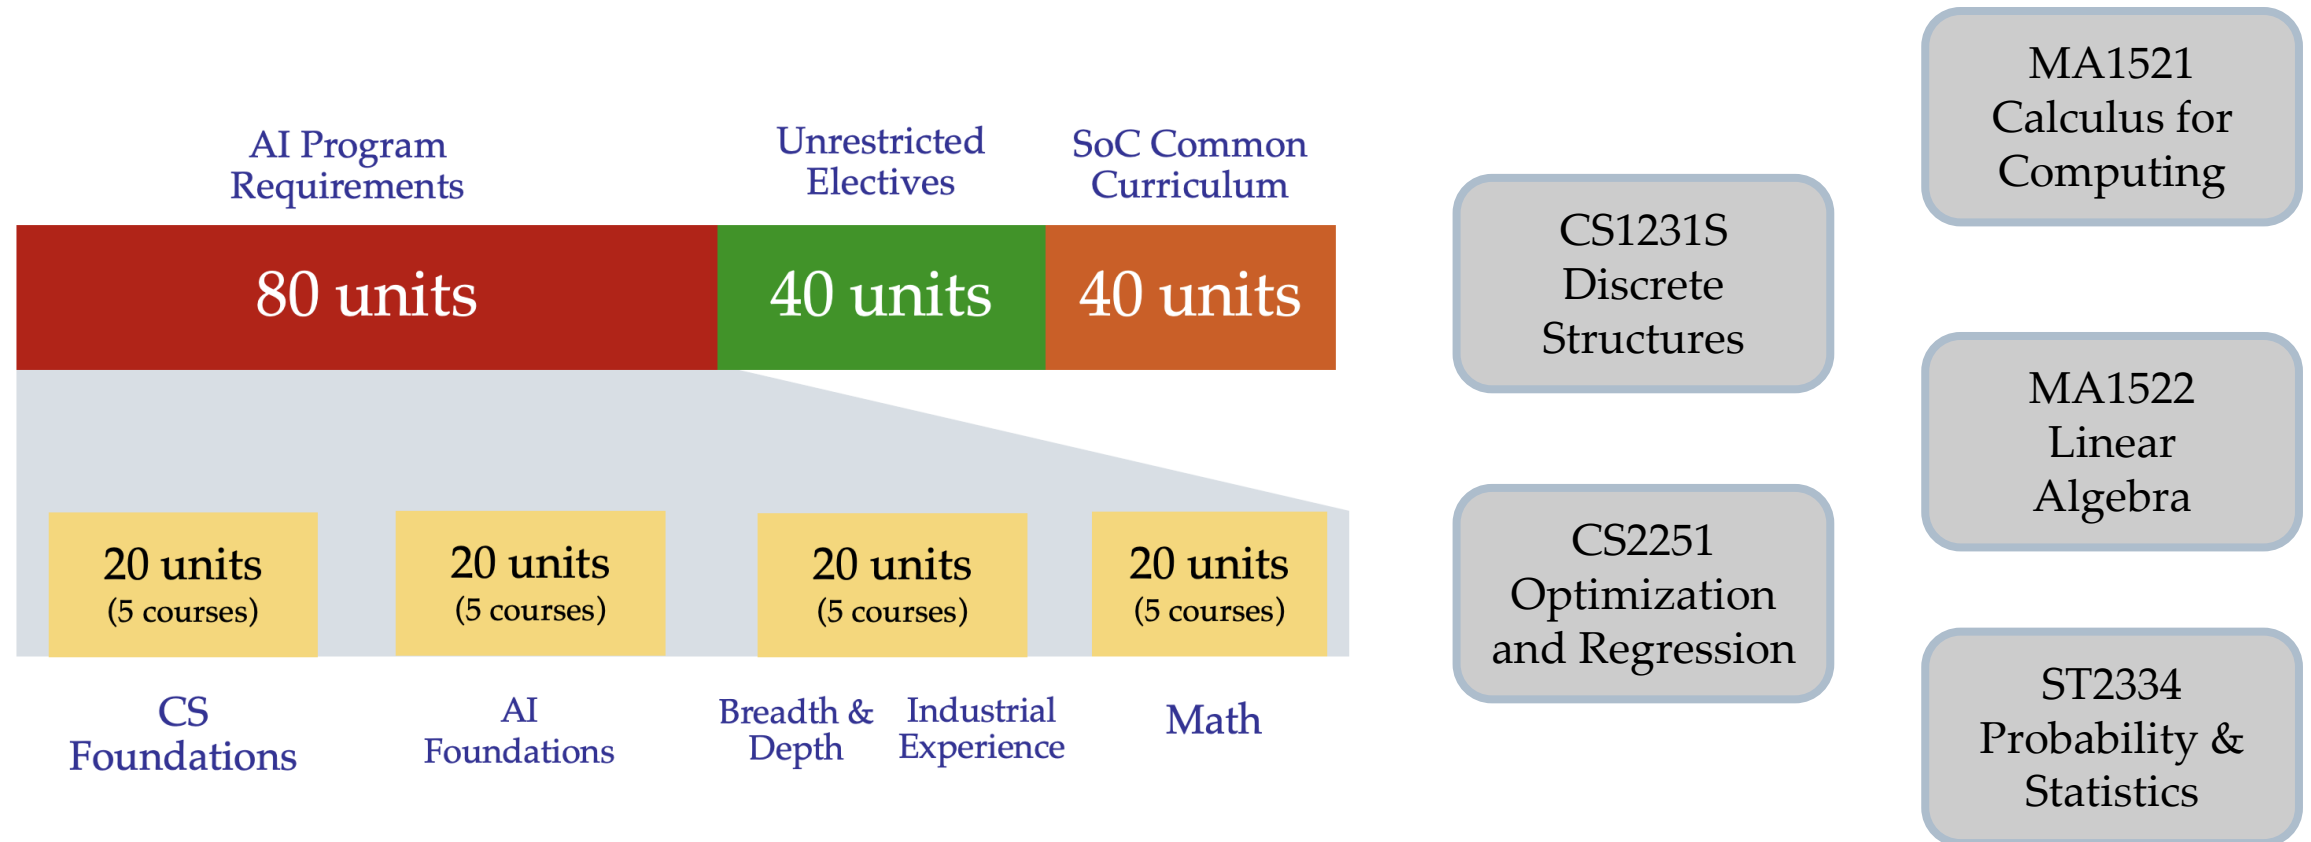 AI Program
Requirements
Unrestricted
Electives
SoC Common
Curriculum
80 units
40 units
40 units
20 units
(5 courses)
20 units
(5 courses)
20 units
(5 courses)
20 units
(5 courses)
CS
Foundations
AI
Foundations
Breadth &
Depth
Industrial
Experience
Math
CS1231S
Discrete
Structures
CS2251
Optimization
and Regression
MA1521
Calculus for
Computing
MA1522
Linear
Algebra
ST2334
Probability &
Statistics